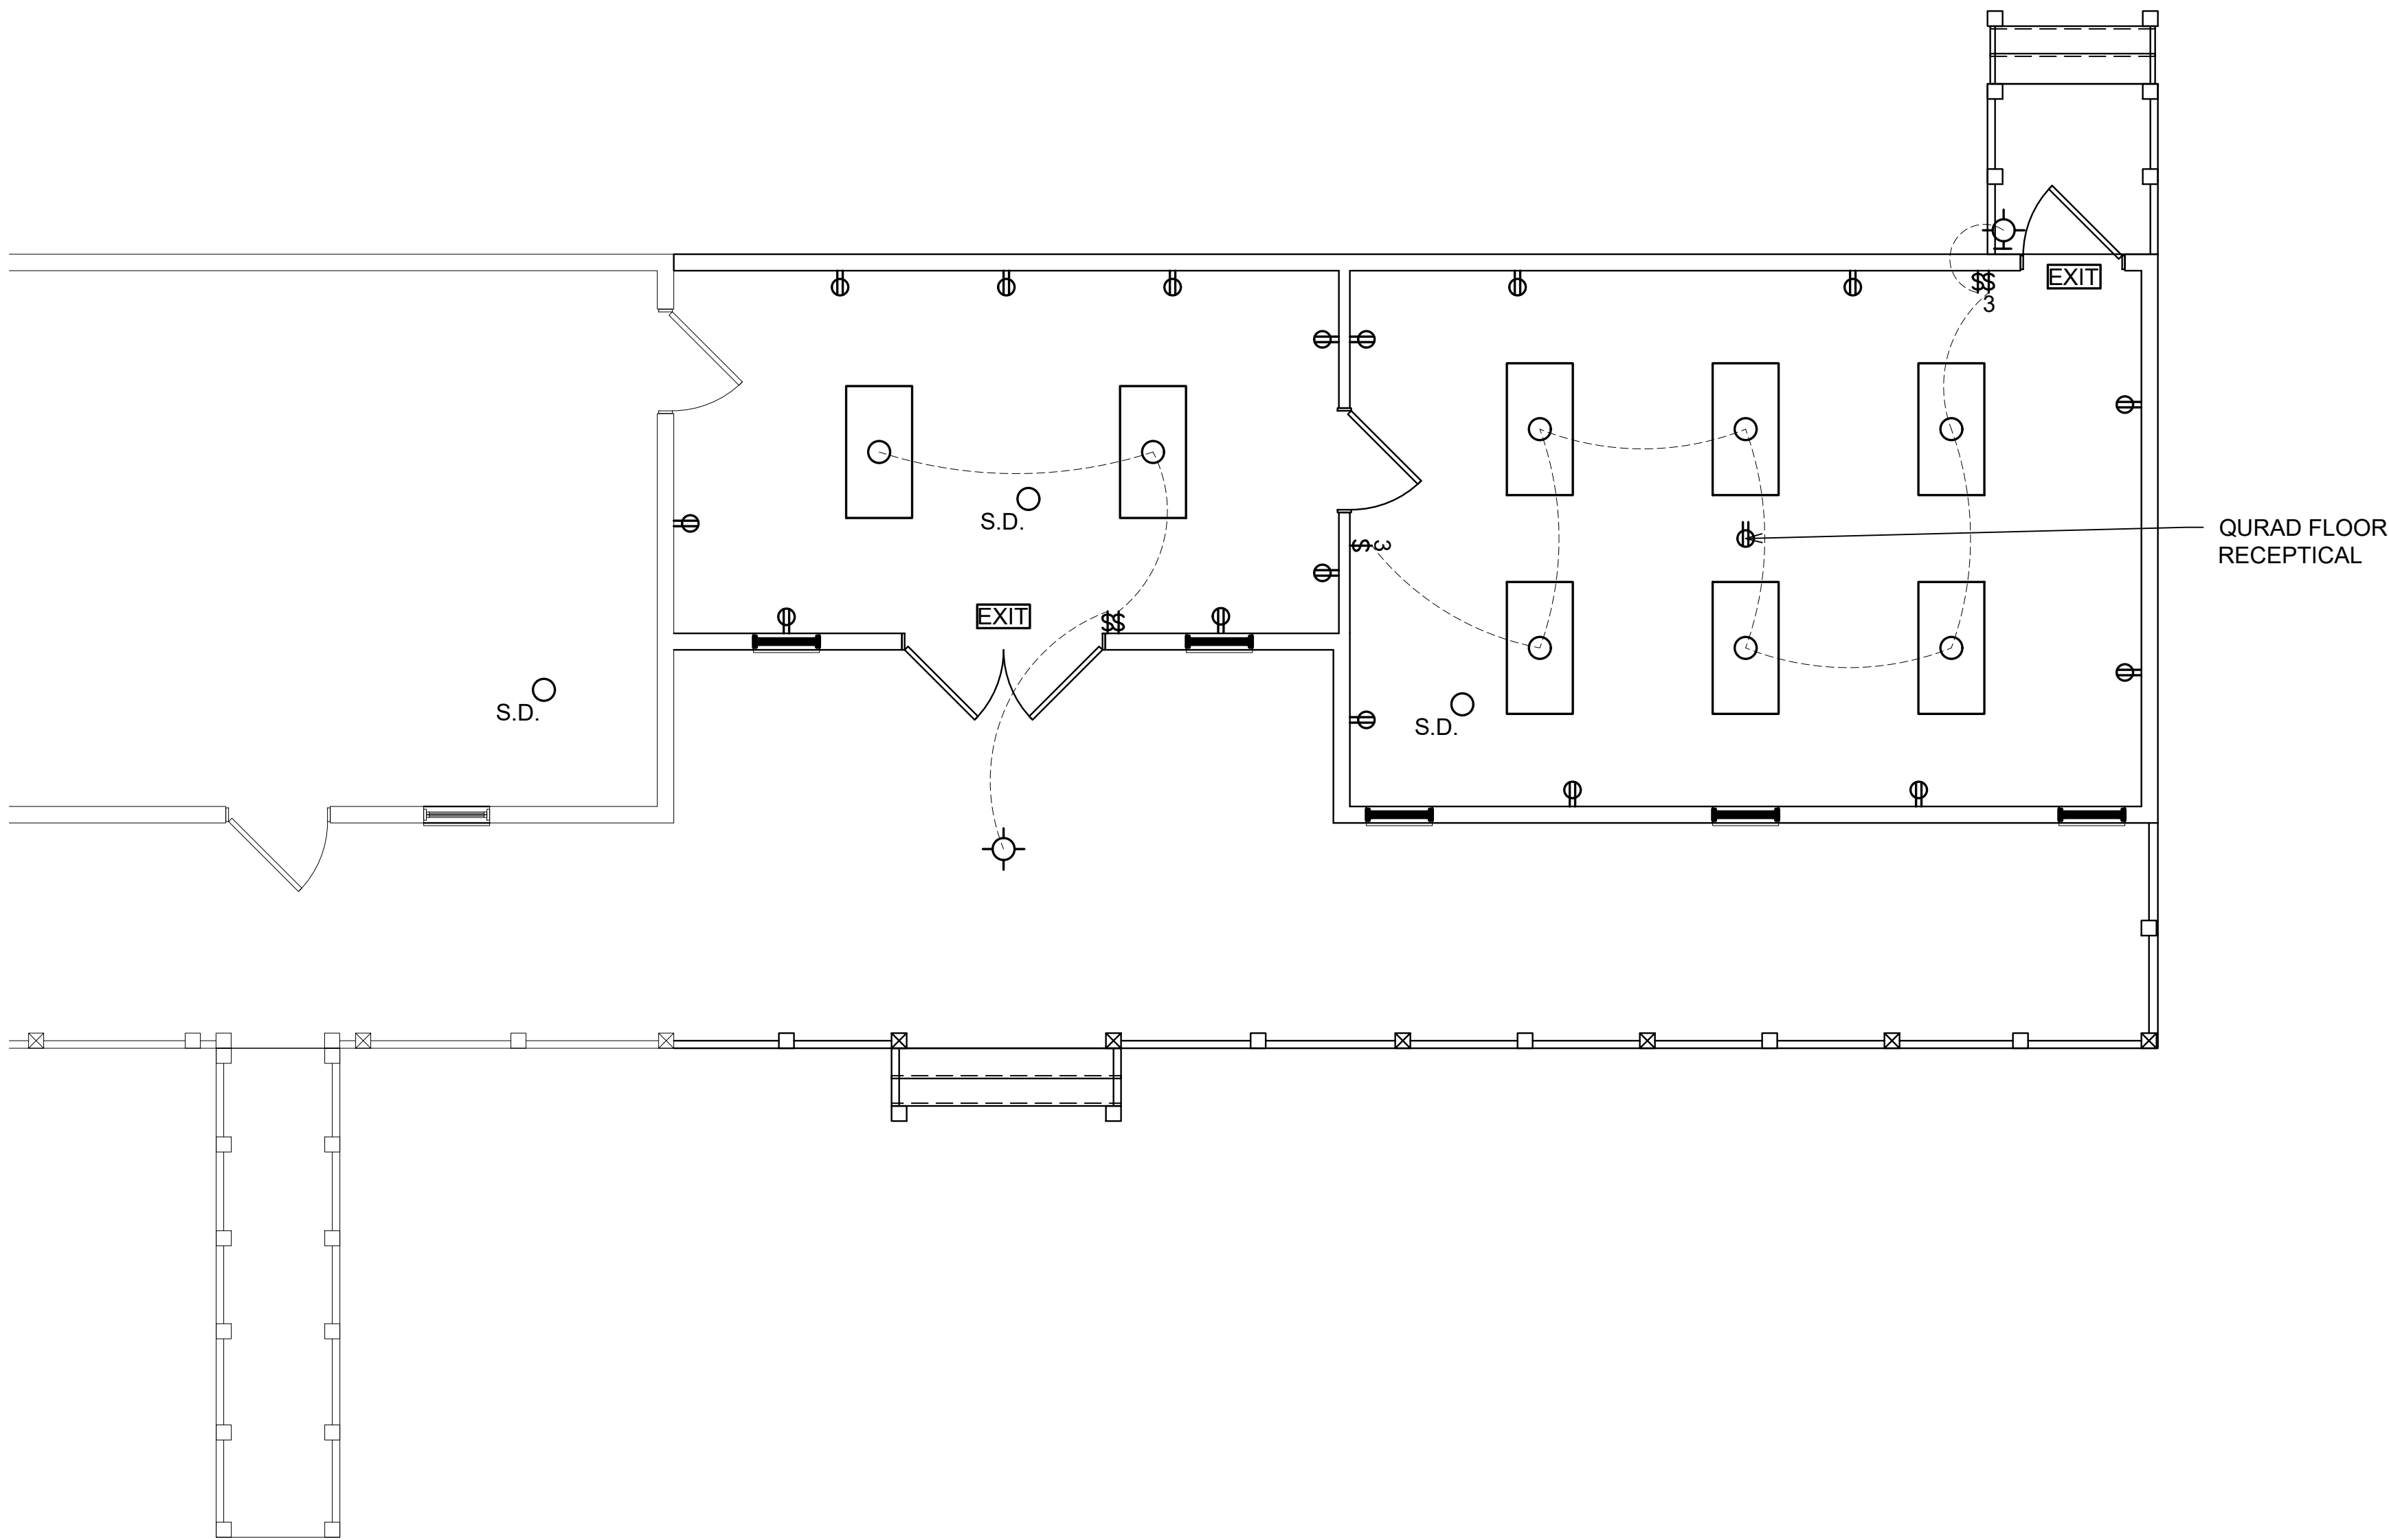 $$
3
EXIT
QURAD FLOOR
RECEPTICAL
S.D.
$3
EXIT
$$
S.D.
S.D.